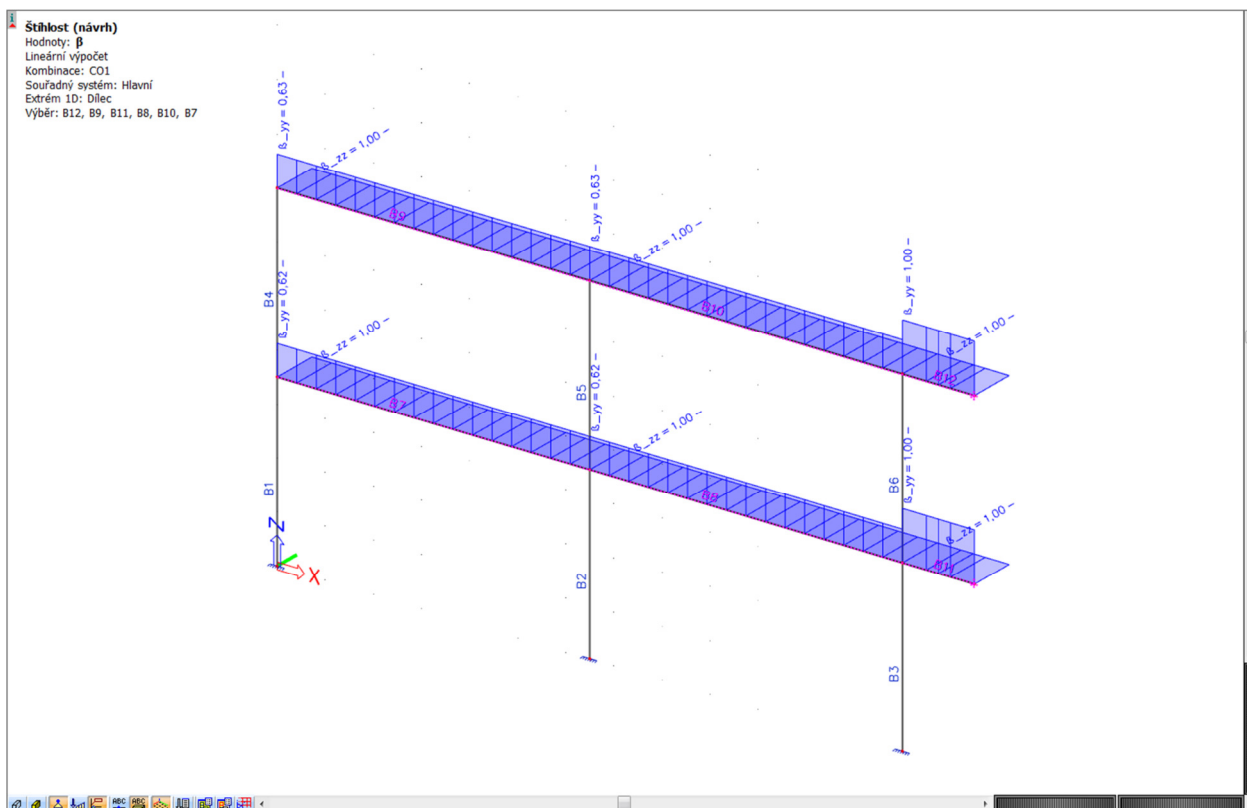 Štíhlost (návrh)
Hodnoty: β
Lineární výpočet
Kombinace: CO1
Souřadný systém: Hlavní
Extrém 1D: Dílec
Výběr: B12, B9, B11, B8, B10, B7
ß_yy = 0,63 -
ß_zz = 1,00 -
B9
ß_yy = 0,63 -
ß_zz = 1,00 -
B10
ß_yy = 1,00 -
ß_zz = 1,00 -
B12
B4
ß_yy = 0,62 -
ß_zz = 1,00 -
B7
B5
ß_yy = 0,62 -
ß_zz = 1,00 -
B8
B6
ß_yy = 1,00 -
ß_zz = 1,00 -
B11
B1
Z
X
B2
B3
ABC
ABC